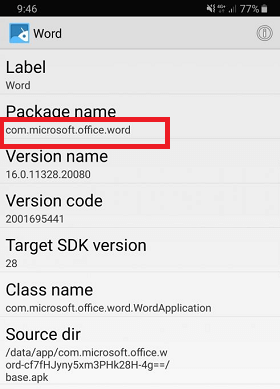 9:46
4G+
77%
Word
Label
Word
Package name
com.microsoft.office.word
Version name
16.0.11328.20080
Version code
2001695441
Target SDK version
28
Class name
com.microsoft.office.word.WordApplication
Source dir
/data/app/com.microsoft.office.w
ord-cf7fHJyny5xm3PHk28H-4g==/
base.apk